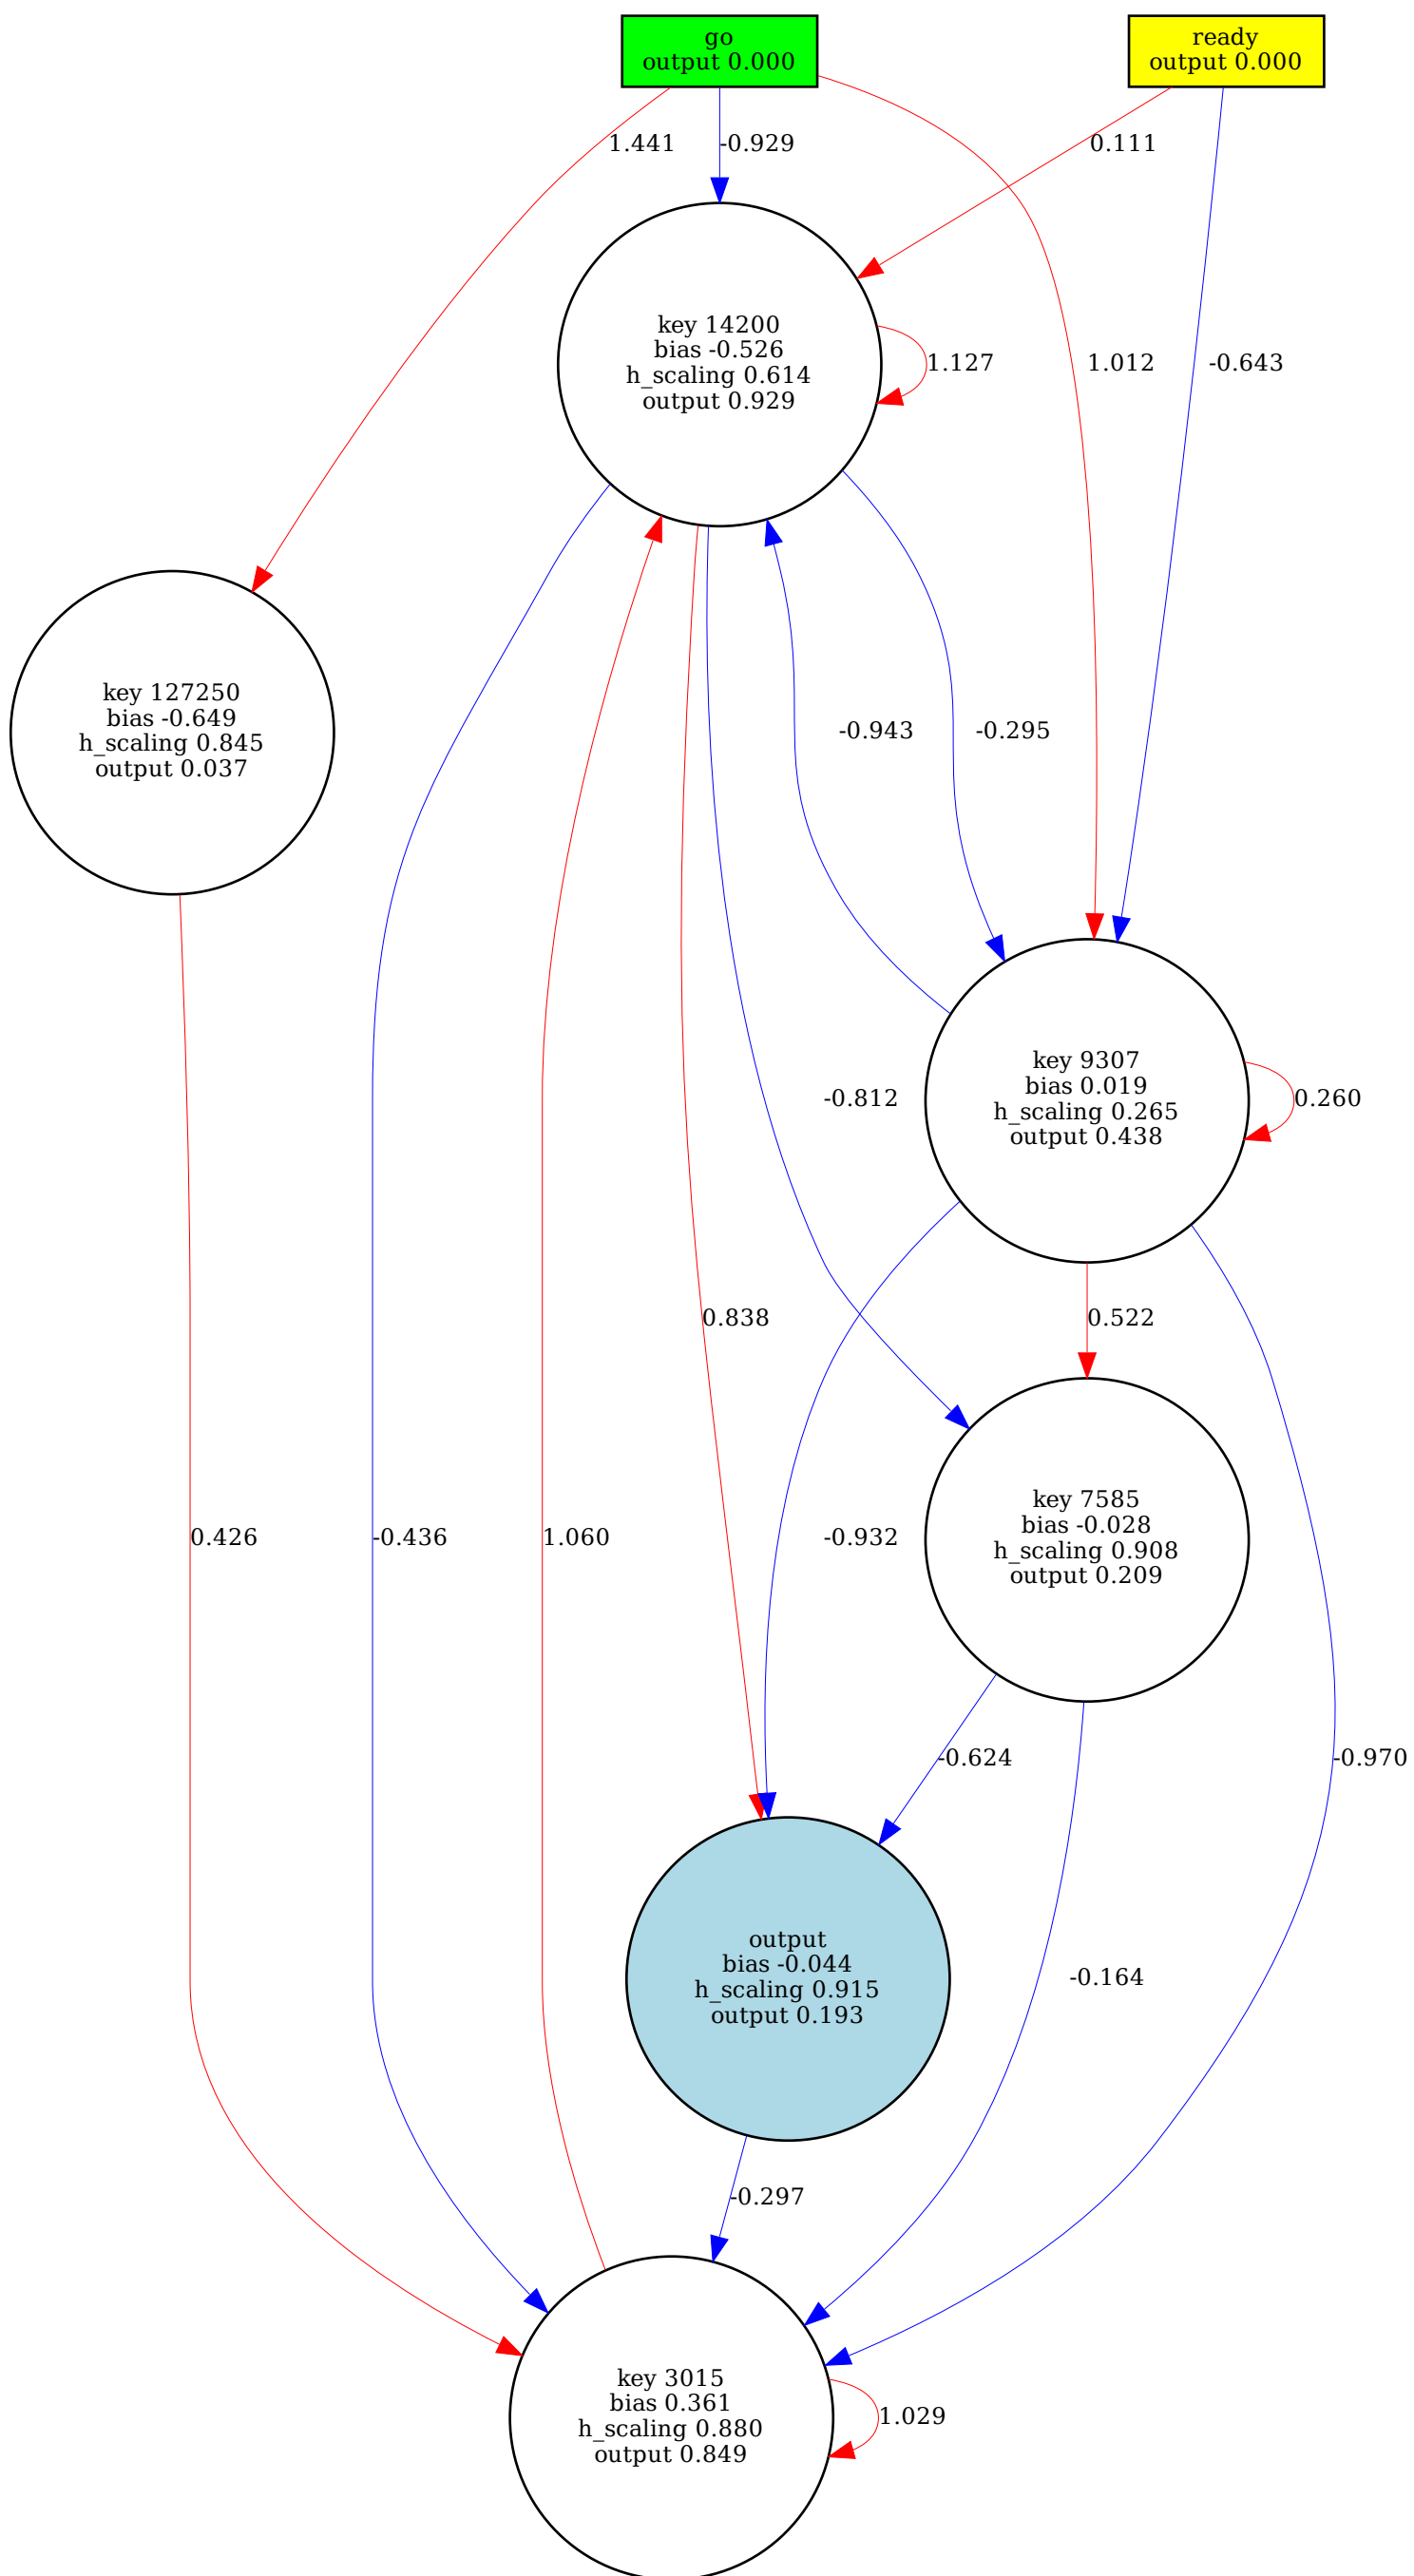 go
output 0.000
ready
output 0.000
1.441
-0.929
0.111
key 14200
bias -0.526
h_scaling 0.614
output 0.929
1.127
1.012
-0.643
key 127250
bias -0.649
h_scaling 0.845
output 0.037
-0.943
-0.295
key 9307
bias 0.019
h_scaling 0.265
output 0.438
-0.812
0.260
0.838
0.522
key 7585
bias -0.028
h_scaling 0.908
output 0.209
0.426
-0.436
1.060
-0.932
-0.624
-0.970
output
bias -0.044
h_scaling 0.915
output 0.193
-0.164
-0.297
key 3015
bias 0.361
h_scaling 0.880
output 0.849
1.029